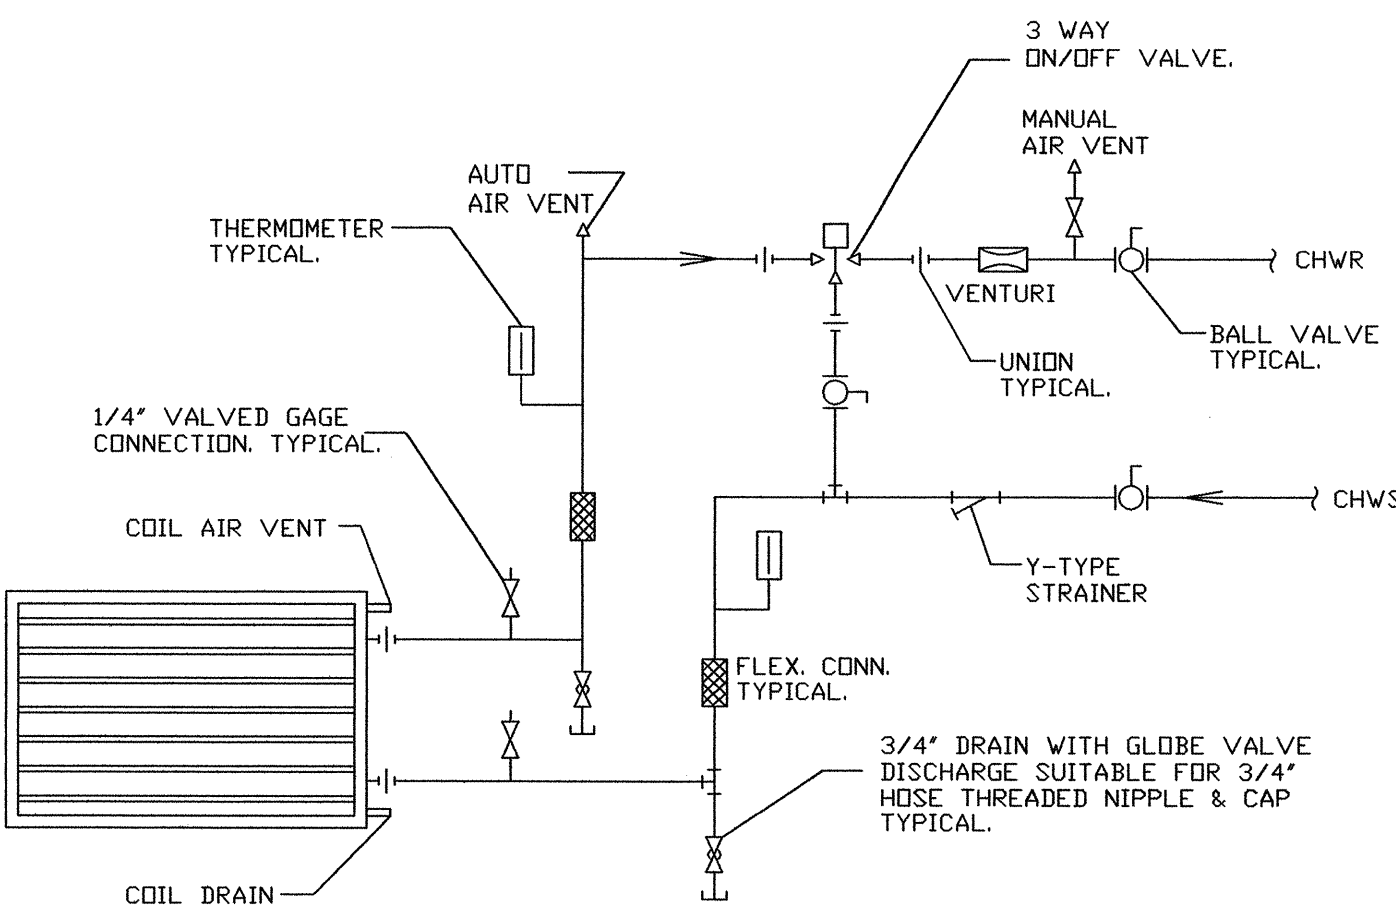 3 WAY
ON/OFF VALVE.
MANUAL
AIR VENT
AUTO
AIR VENT
THERMOMETER
TYPICAL.
CHWR
VENTURI
BALL VALVE
TYPICAL.
UNION
TYPICAL.
1/4" VALVED GAGE
CONNECTION. TYPICAL.
CHWS
COIL AIR VENT
Y-TYPE
STRAINER
FLEX. CONN.
TYPICAL.
3/4" DRAIN WITH GLOBE VALVE
DISCHARGE SUITABLE FOR 3/4"
HOSE THREADED NIPPLE & CAP
TYPICAL.
COIL DRAIN